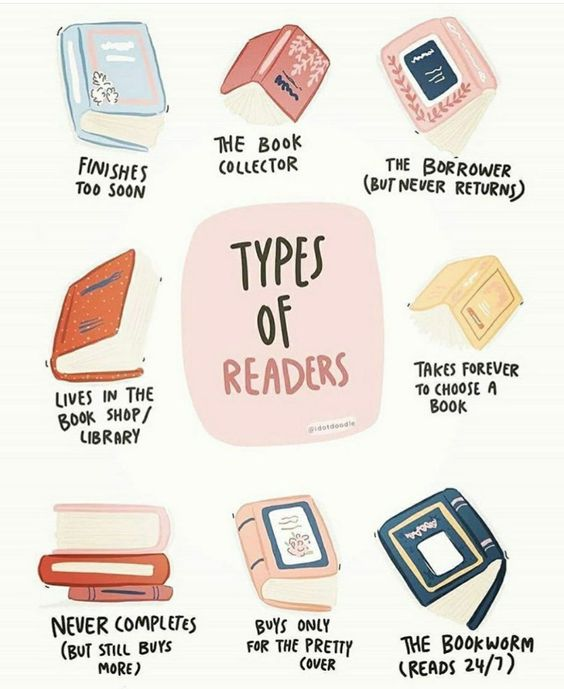 FINISHES
TOO SOON
THE BOOK
COLLECTOR
THE BORROWER
(BUT NEVER RETURNS)
TYPES
OF
READERS
@idotdoodle
LIVES IN THE
BOOK SHOP/
LIBRARY
TAKES FOREVER
TO CHOOSE A
BOOK
NEVER COMPLETES
(BUT STILL BUYS
MORE)
BUYS ONLY
FOR THE PRETTY
COVER
THE BOOKWORM
(READS 24/7)